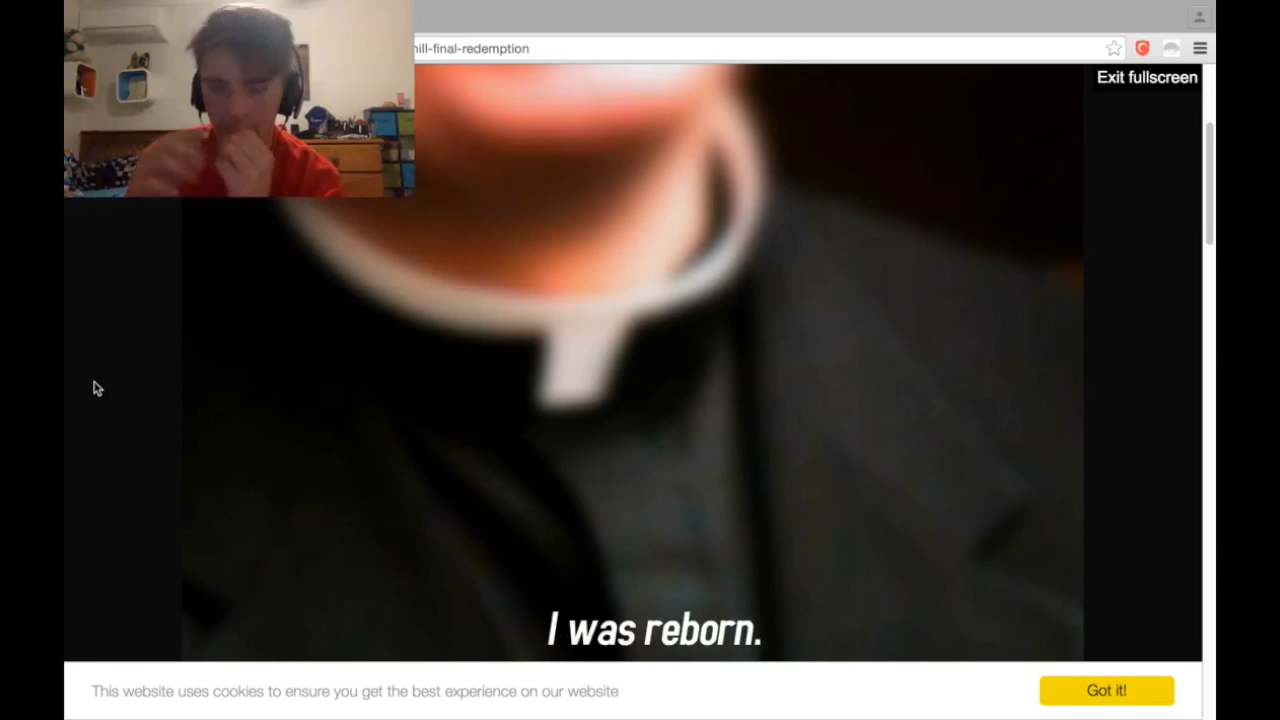 ill-final-redemption
Exit fullscreen
I was reborn.
This website uses cookies to ensure you get the best experience on our website
Got it!